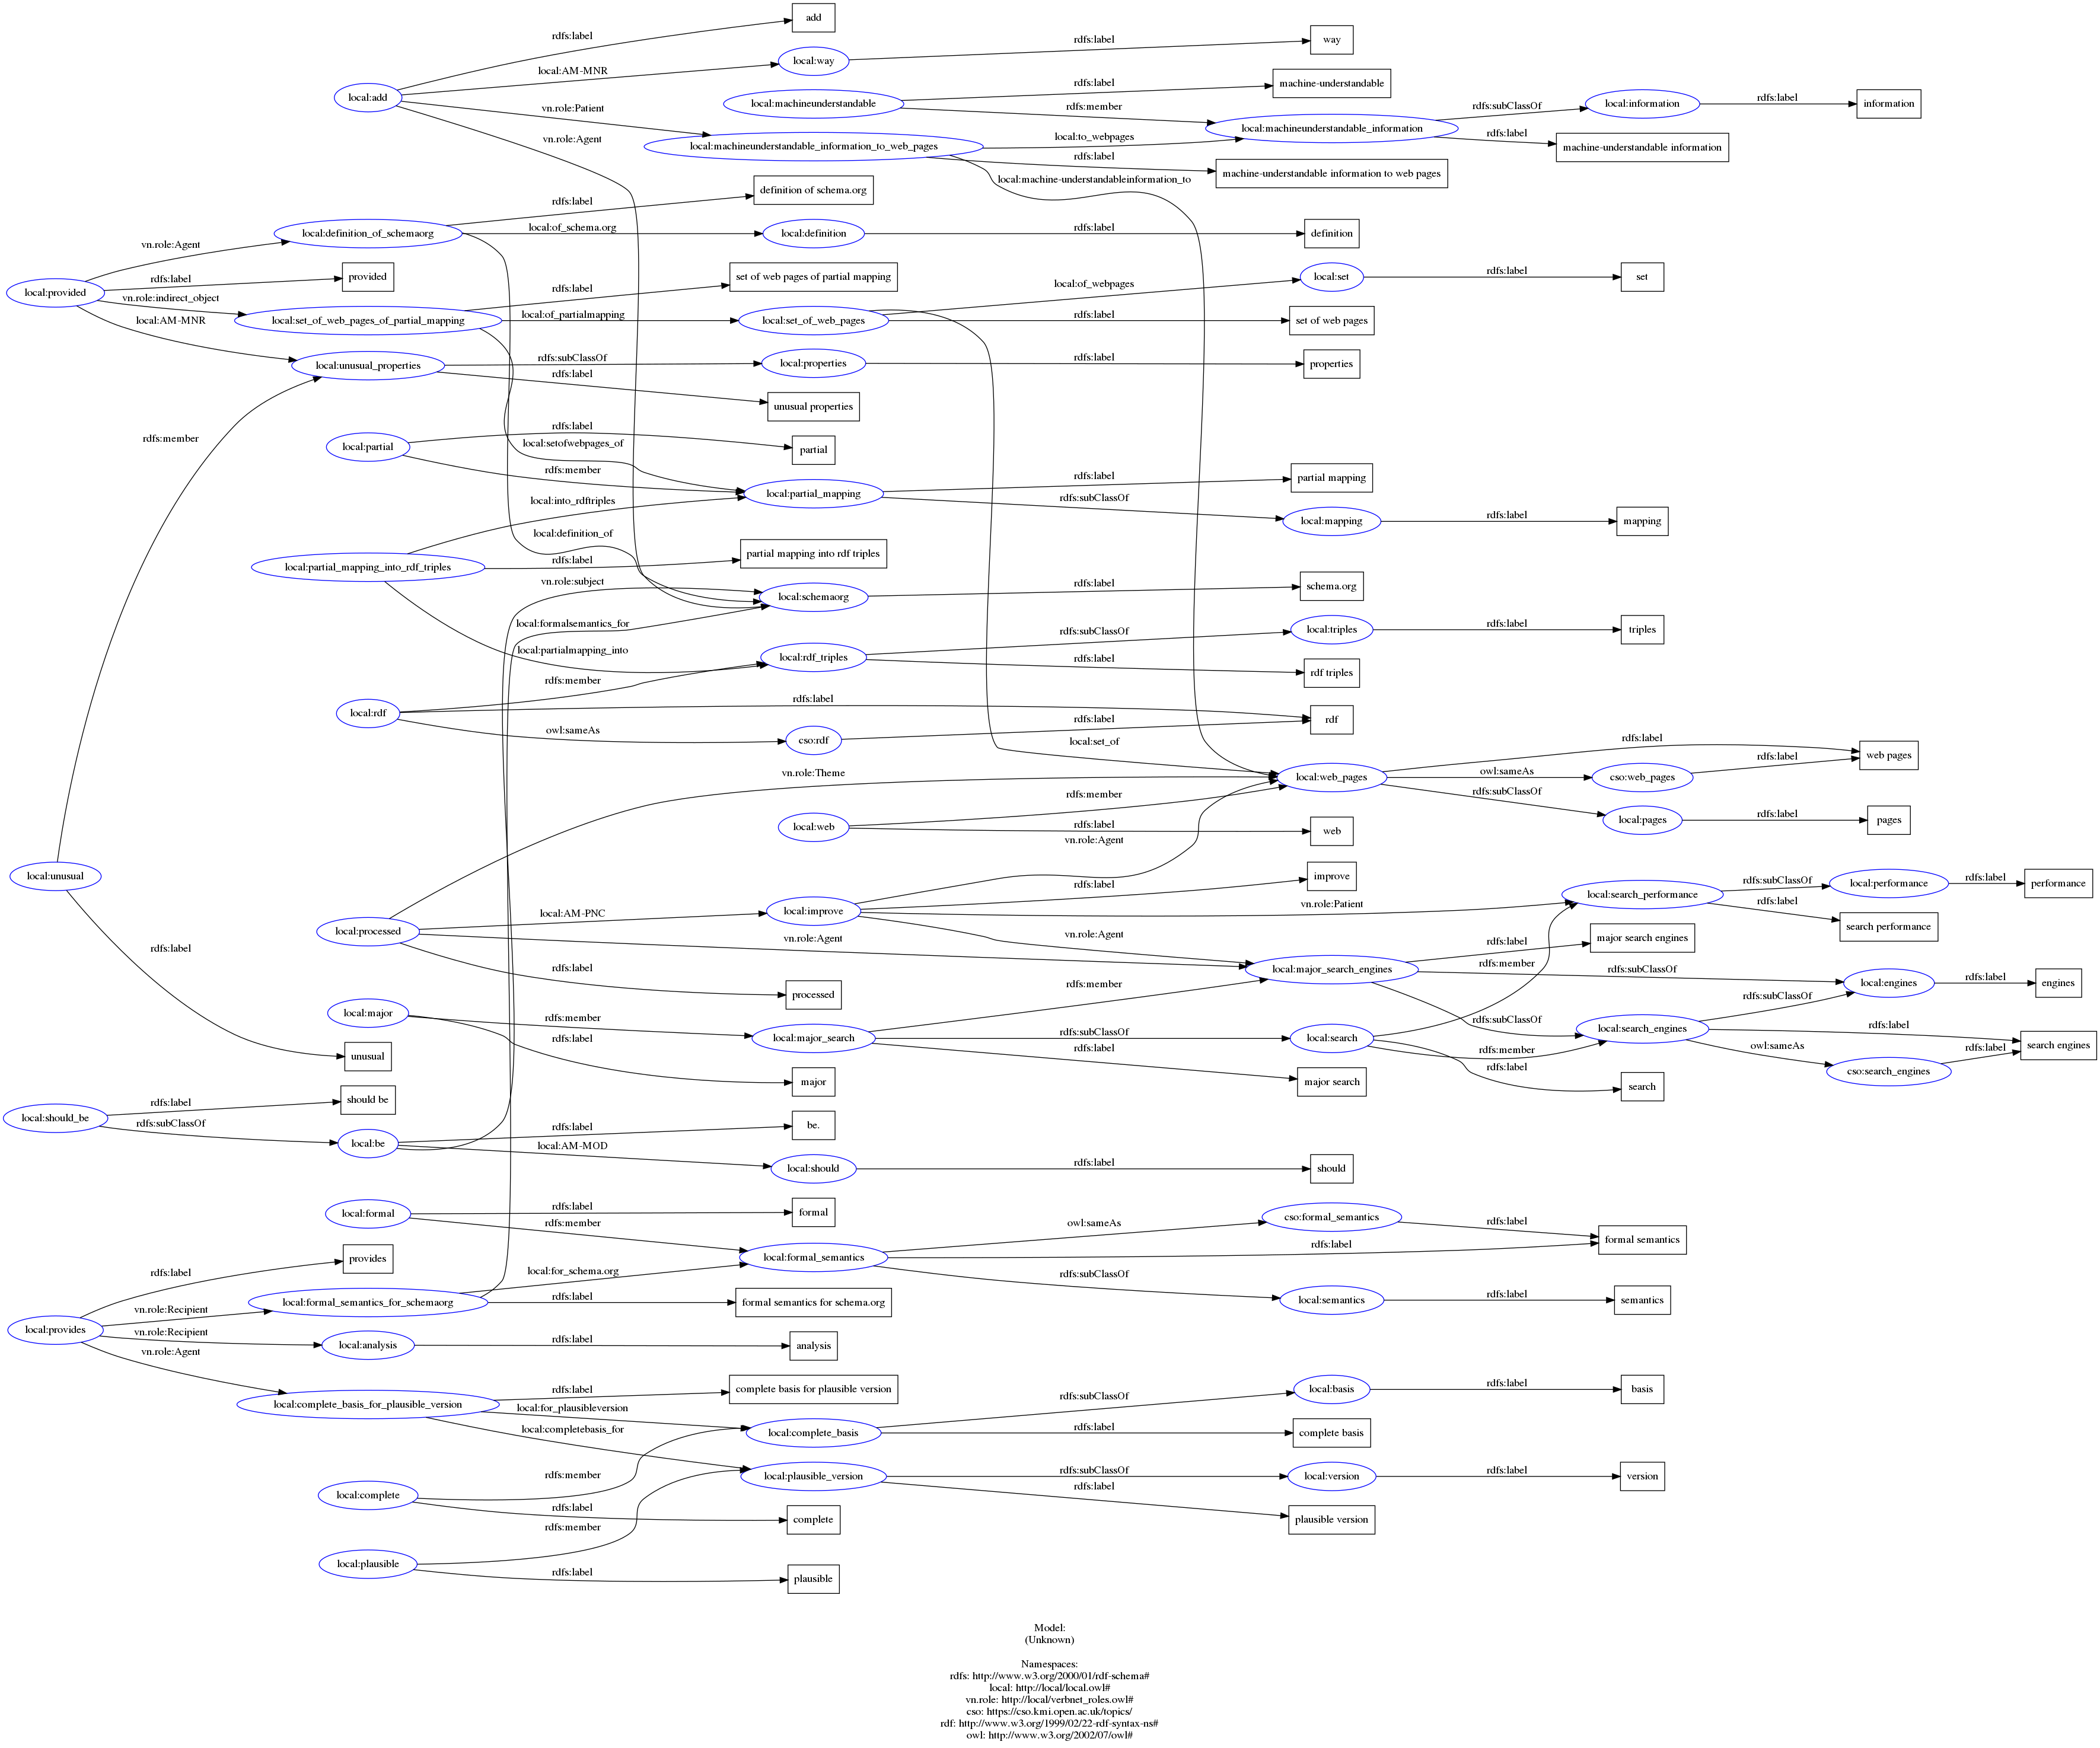 add
rdfs:label
way
rdfs:label
local:way
local:AM-MNR
rdfs:label
machine-understandable
local:add
local:machineunderstandable
rdfs:member
rdfs:subClassOf
local:information
rdfs:label
information
vn.role:Patient
local:machineunderstandable_information
rdfs:label
machine-understandable information
vn.role:Agent
local:machineunderstandable_information_to_web_pages
local:to_webpages
rdfs:label
machine-understandable information to web pages
local:machine-understandableinformation_to
definition of schema.org
rdfs:label
local:definition_of_schemaorg
local:of_schema.org
local:definition
rdfs:label
definition
vn.role:Agent
rdfs:label
provided
local:provided
vn.role:indirect_object
local:AM-MNR
set of web pages of partial mapping
rdfs:label
local:set
rdfs:label
set
local:of_webpages
local:set_of_web_pages_of_partial_mapping
local:of_partialmapping
local:set_of_web_pages
rdfs:label
set of web pages
local:unusual_properties
rdfs:subClassOf
local:properties
rdfs:label
properties
rdfs:label
unusual properties
rdfs:member
local:partial
rdfs:label
partial
local:setofwebpages_of
rdfs:member
local:partial_mapping
rdfs:label
partial mapping
rdfs:subClassOf
local:mapping
rdfs:label
mapping
local:into_rdftriples
local:definition_of
local:partial_mapping_into_rdf_triples
rdfs:label
partial mapping into rdf triples
vn.role:subject
local:schemaorg
rdfs:label
schema.org
local:formalsemantics_for
local:partialmapping_into
local:rdf_triples
rdfs:subClassOf
local:triples
rdfs:label
triples
rdfs:label
rdf triples
rdfs:member
local:rdf
rdfs:label
rdf
owl:sameAs
cso:rdf
rdfs:label
local:set_of
vn.role:Theme
local:web_pages
rdfs:label
web pages
owl:sameAs
cso:web_pages
rdfs:label
rdfs:subClassOf
local:pages
rdfs:label
pages
rdfs:member
local:web
rdfs:label
web
vn.role:Agent
local:unusual
rdfs:label
improve
local:processed
local:AM-PNC
local:improve
vn.role:Patient
local:search_performance
rdfs:subClassOf
local:performance
rdfs:label
performance
rdfs:label
search performance
vn.role:Agent
vn.role:Agent
rdfs:label
major search engines
rdfs:label
rdfs:label
processed
local:major_search_engines
rdfs:member
rdfs:subClassOf
local:engines
rdfs:label
engines
rdfs:member
rdfs:subClassOf
local:major
rdfs:member
rdfs:label
local:major_search
rdfs:subClassOf
local:search
rdfs:subClassOf
local:search_engines
rdfs:label
search engines
unusual
rdfs:label
major search
rdfs:member
owl:sameAs
cso:search_engines
rdfs:label
major
rdfs:label
search
local:should_be
rdfs:label
should be
rdfs:subClassOf
local:be
rdfs:label
be.
local:AM-MOD
local:should
rdfs:label
should
local:formal
rdfs:label
formal
rdfs:member
local:formal_semantics
owl:sameAs
cso:formal_semantics
rdfs:label
formal semantics
rdfs:label
rdfs:subClassOf
local:semantics
rdfs:label
semantics
provides
rdfs:label
local:provides
vn.role:Recipient
local:formal_semantics_for_schemaorg
local:for_schema.org
rdfs:label
formal semantics for schema.org
vn.role:Recipient
local:analysis
rdfs:label
analysis
vn.role:Agent
local:complete_basis_for_plausible_version
rdfs:label
complete basis for plausible version
local:for_plausibleversion
local:completebasis_for
local:complete_basis
rdfs:subClassOf
local:basis
rdfs:label
basis
rdfs:label
complete basis
local:plausible_version
rdfs:subClassOf
local:version
rdfs:label
version
rdfs:label
plausible version
local:complete
rdfs:member
rdfs:label
complete
rdfs:member
local:plausible
rdfs:label
plausible
Model:
(Unknown)
Namespaces:
rdfs: http://www.w3.org/2000/01/rdf-schema#
local: http://local/local.owl#
vn.role: http://local/verbnet_roles.owl#
cso: https://cso.kmi.open.ac.uk/topics/
rdf: http://www.w3.org/1999/02/22-rdf-syntax-ns#
owl: http://www.w3.org/2002/07/owl#